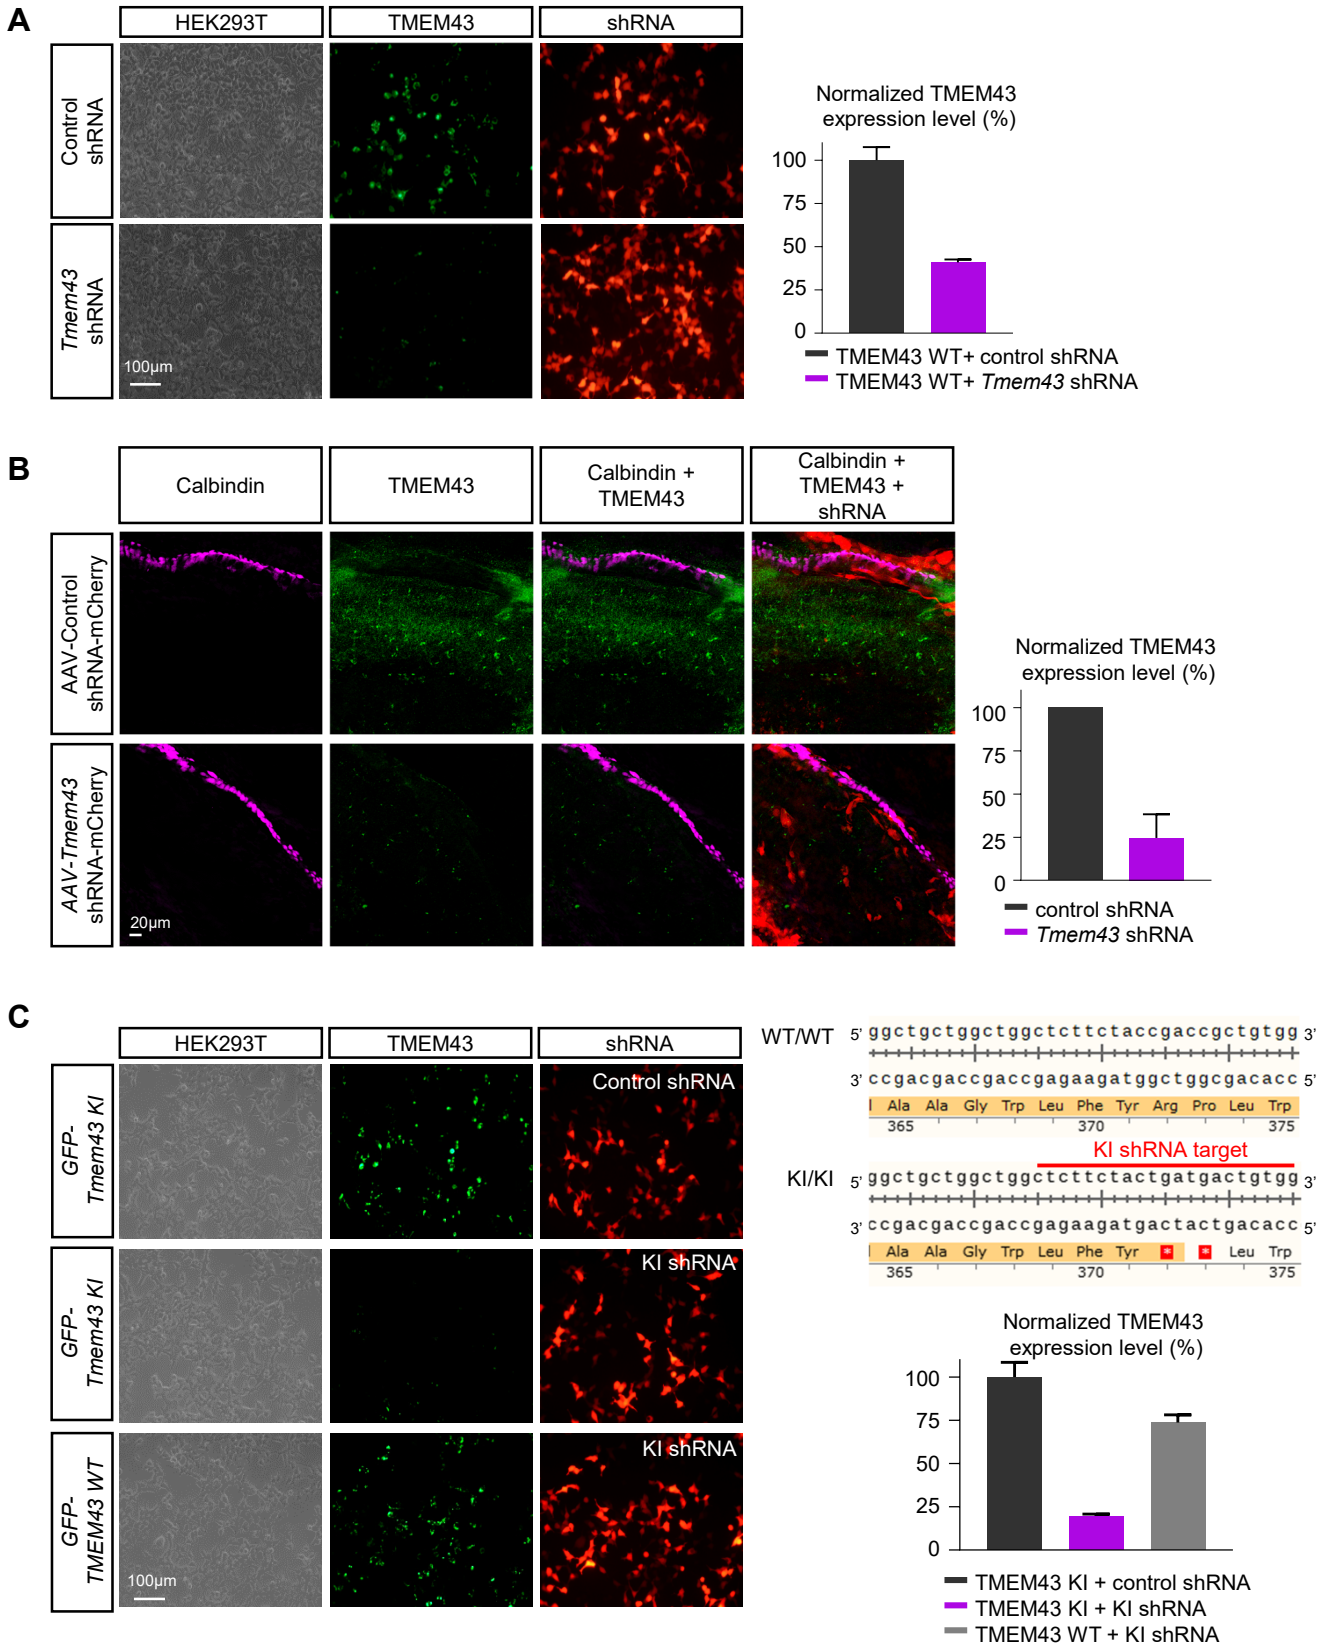 A
HEK293T
TMEM43
shRNA
Control
shRNA
Tmem43
shRNA
100µm
Normalized TMEM43
expression level (%)
100
75
50
25
0
TMEM43 WT+ control shRNA
TMEM43 WT+ Tmem43 shRNA
B
Calbindin
TMEM43
Calbindin +
TMEM43
Calbindin +
TMEM43 +
shRNA
AAV-Control
shRNA-mCherry
AAV-Tmem43
shRNA-mCherry
20µm
Normalized TMEM43
expression level (%)
100
75
50
25
0
control shRNA
Tmem43 shRNA
C
HEK293T
TMEM43
shRNA
GFP-
Tmem43 KI
Control shRNA
GFP-
Tmem43 KI
KI shRNA
GFP-
TMEM43 WT
KI shRNA
100µm
WT/WT 5' ggctgctggctggctcttctaccgaccgctgtgg 3'
3' ccgacgaccgaccgagaagatggctggcgacacc 5'
l Ala Ala Gly Trp Leu Phe Tyr Arg Pro Leu Trp
365 370 375
KI shRNA target
KI/KI 5' ggctgctggctggctcttctactgatgactgtgg 3'
3' ccgacgaccgaccgagaagatgactactgacacc 5'
l Ala Ala Gly Trp Leu Phe Tyr * * Leu Trp
365 370 375
Normalized TMEM43
expression level (%)
100
75
50
25
0
TMEM43 KI + control shRNA
TMEM43 KI + KI shRNA
TMEM43 WT + KI shRNA